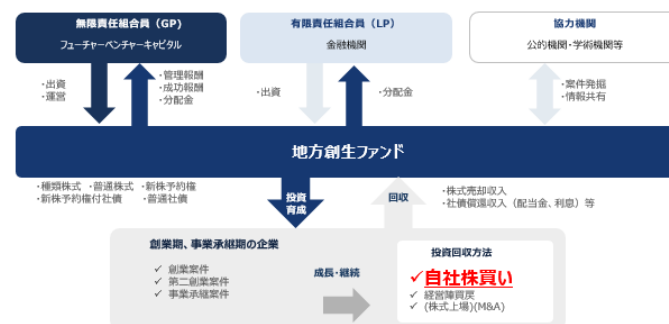 無限責任組合員（GP）
フューチャーベンチャーキャピタル
有限責任組合員（LP）
金融機関
協力機関
公的機関・学術機関等
・出資
・運営
・管理報酬
・成功報酬
・分配金
・出資
・分配金
・案件発掘
・情報共有
地方創生ファンド
・種類株式 ・普通株式 ・新株予約権
・新株予約権付社債 ・普通社債
投資
育成
回収
・株式売却収入
・社債償還収入（配当金、利息）等
創業期、事業承継期の企業
✓ 創業案件
✓ 第二創業案件
✓ 事業承継案件
成長・継続
投資回収方法
✓自社株買い
✓ 経営陣買戻
✓ (株式上場)(M&A)